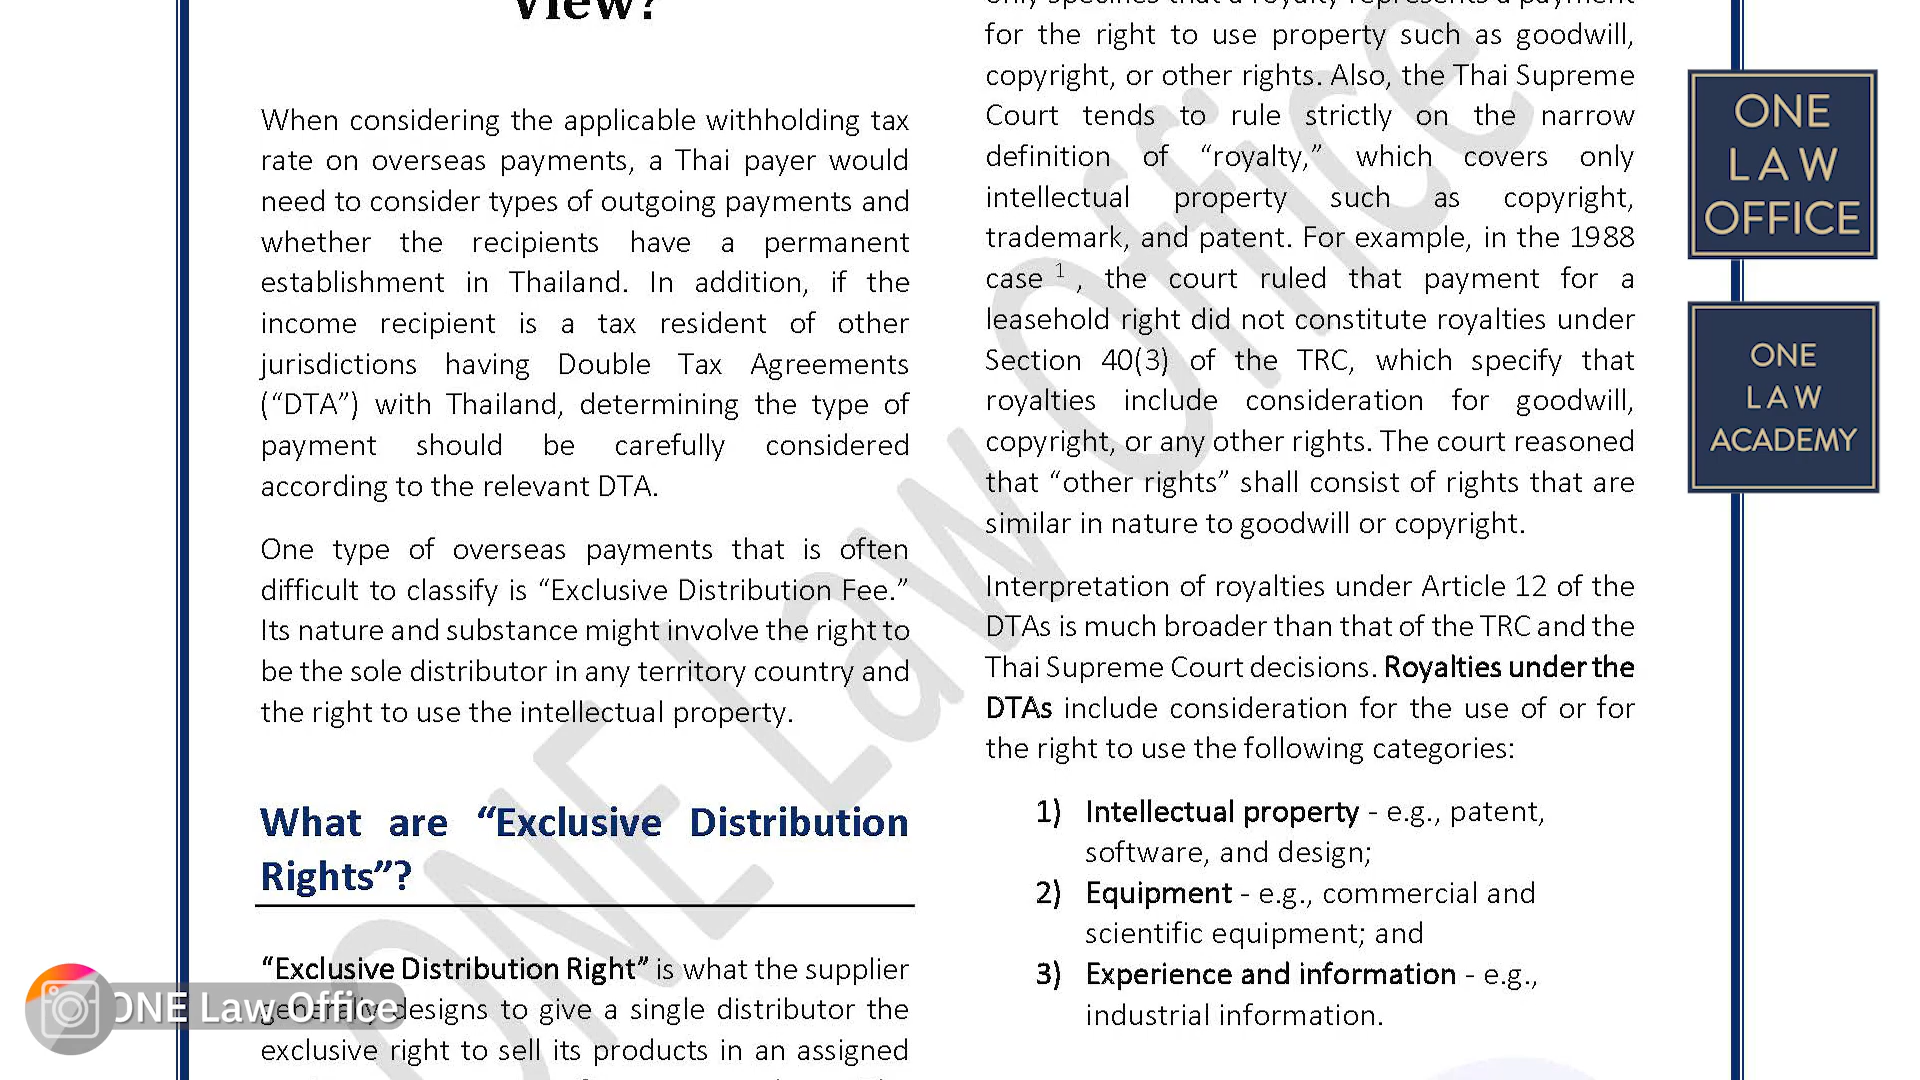 View?
When considering the applicable withholding tax
rate on overseas payments, a Thai payer would
need to consider types of outgoing payments and
whether the recipients have a permanent
establishment in Thailand. In addition, if the
income recipient is a tax resident of other
jurisdictions having Double Tax Agreements
(“DTA”) with Thailand, determining the type of
payment should be carefully considered
according to the relevant DTA.
One type of overseas payments that is often
difficult to classify is “Exclusive Distribution Fee.”
Its nature and substance might involve the right to
be the sole distributor in any territory country and
the right to use the intellectual property.
What are “Exclusive Distribution
Rights”?
“Exclusive Distribution Right” is what the supplier
generally designs to give a single distributor the
exclusive right to sell its products in an assigned
only specifies that a royalty represents a payment
for the right to use property such as goodwill,
copyright, or other rights. Also, the Thai Supreme
Court tends to rule strictly on the narrow
definition of “royalty,” which covers only
intellectual property such as copyright,
trademark, and patent. For example, in the 1988
case 1 , the court ruled that payment for a
leasehold right did not constitute royalties under
Section 40(3) of the TRC, which specify that
royalties include consideration for goodwill,
copyright, or any other rights. The court reasoned
that “other rights” shall consist of rights that are
similar in nature to goodwill or copyright.
Interpretation of royalties under Article 12 of the
DTAs is much broader than that of the TRC and the
Thai Supreme Court decisions. Royalties under the
DTAs include consideration for the use of or for
the right to use the following categories:
1) Intellectual property - e.g., patent,
software, and design;
2) Equipment - e.g., commercial and
scientific equipment; and
3) Experience and information - e.g.,
industrial information.
ONE
LAW
OFFICE
ONE
LAW
ACADEMY
ONE Law Office
ONE Law Office